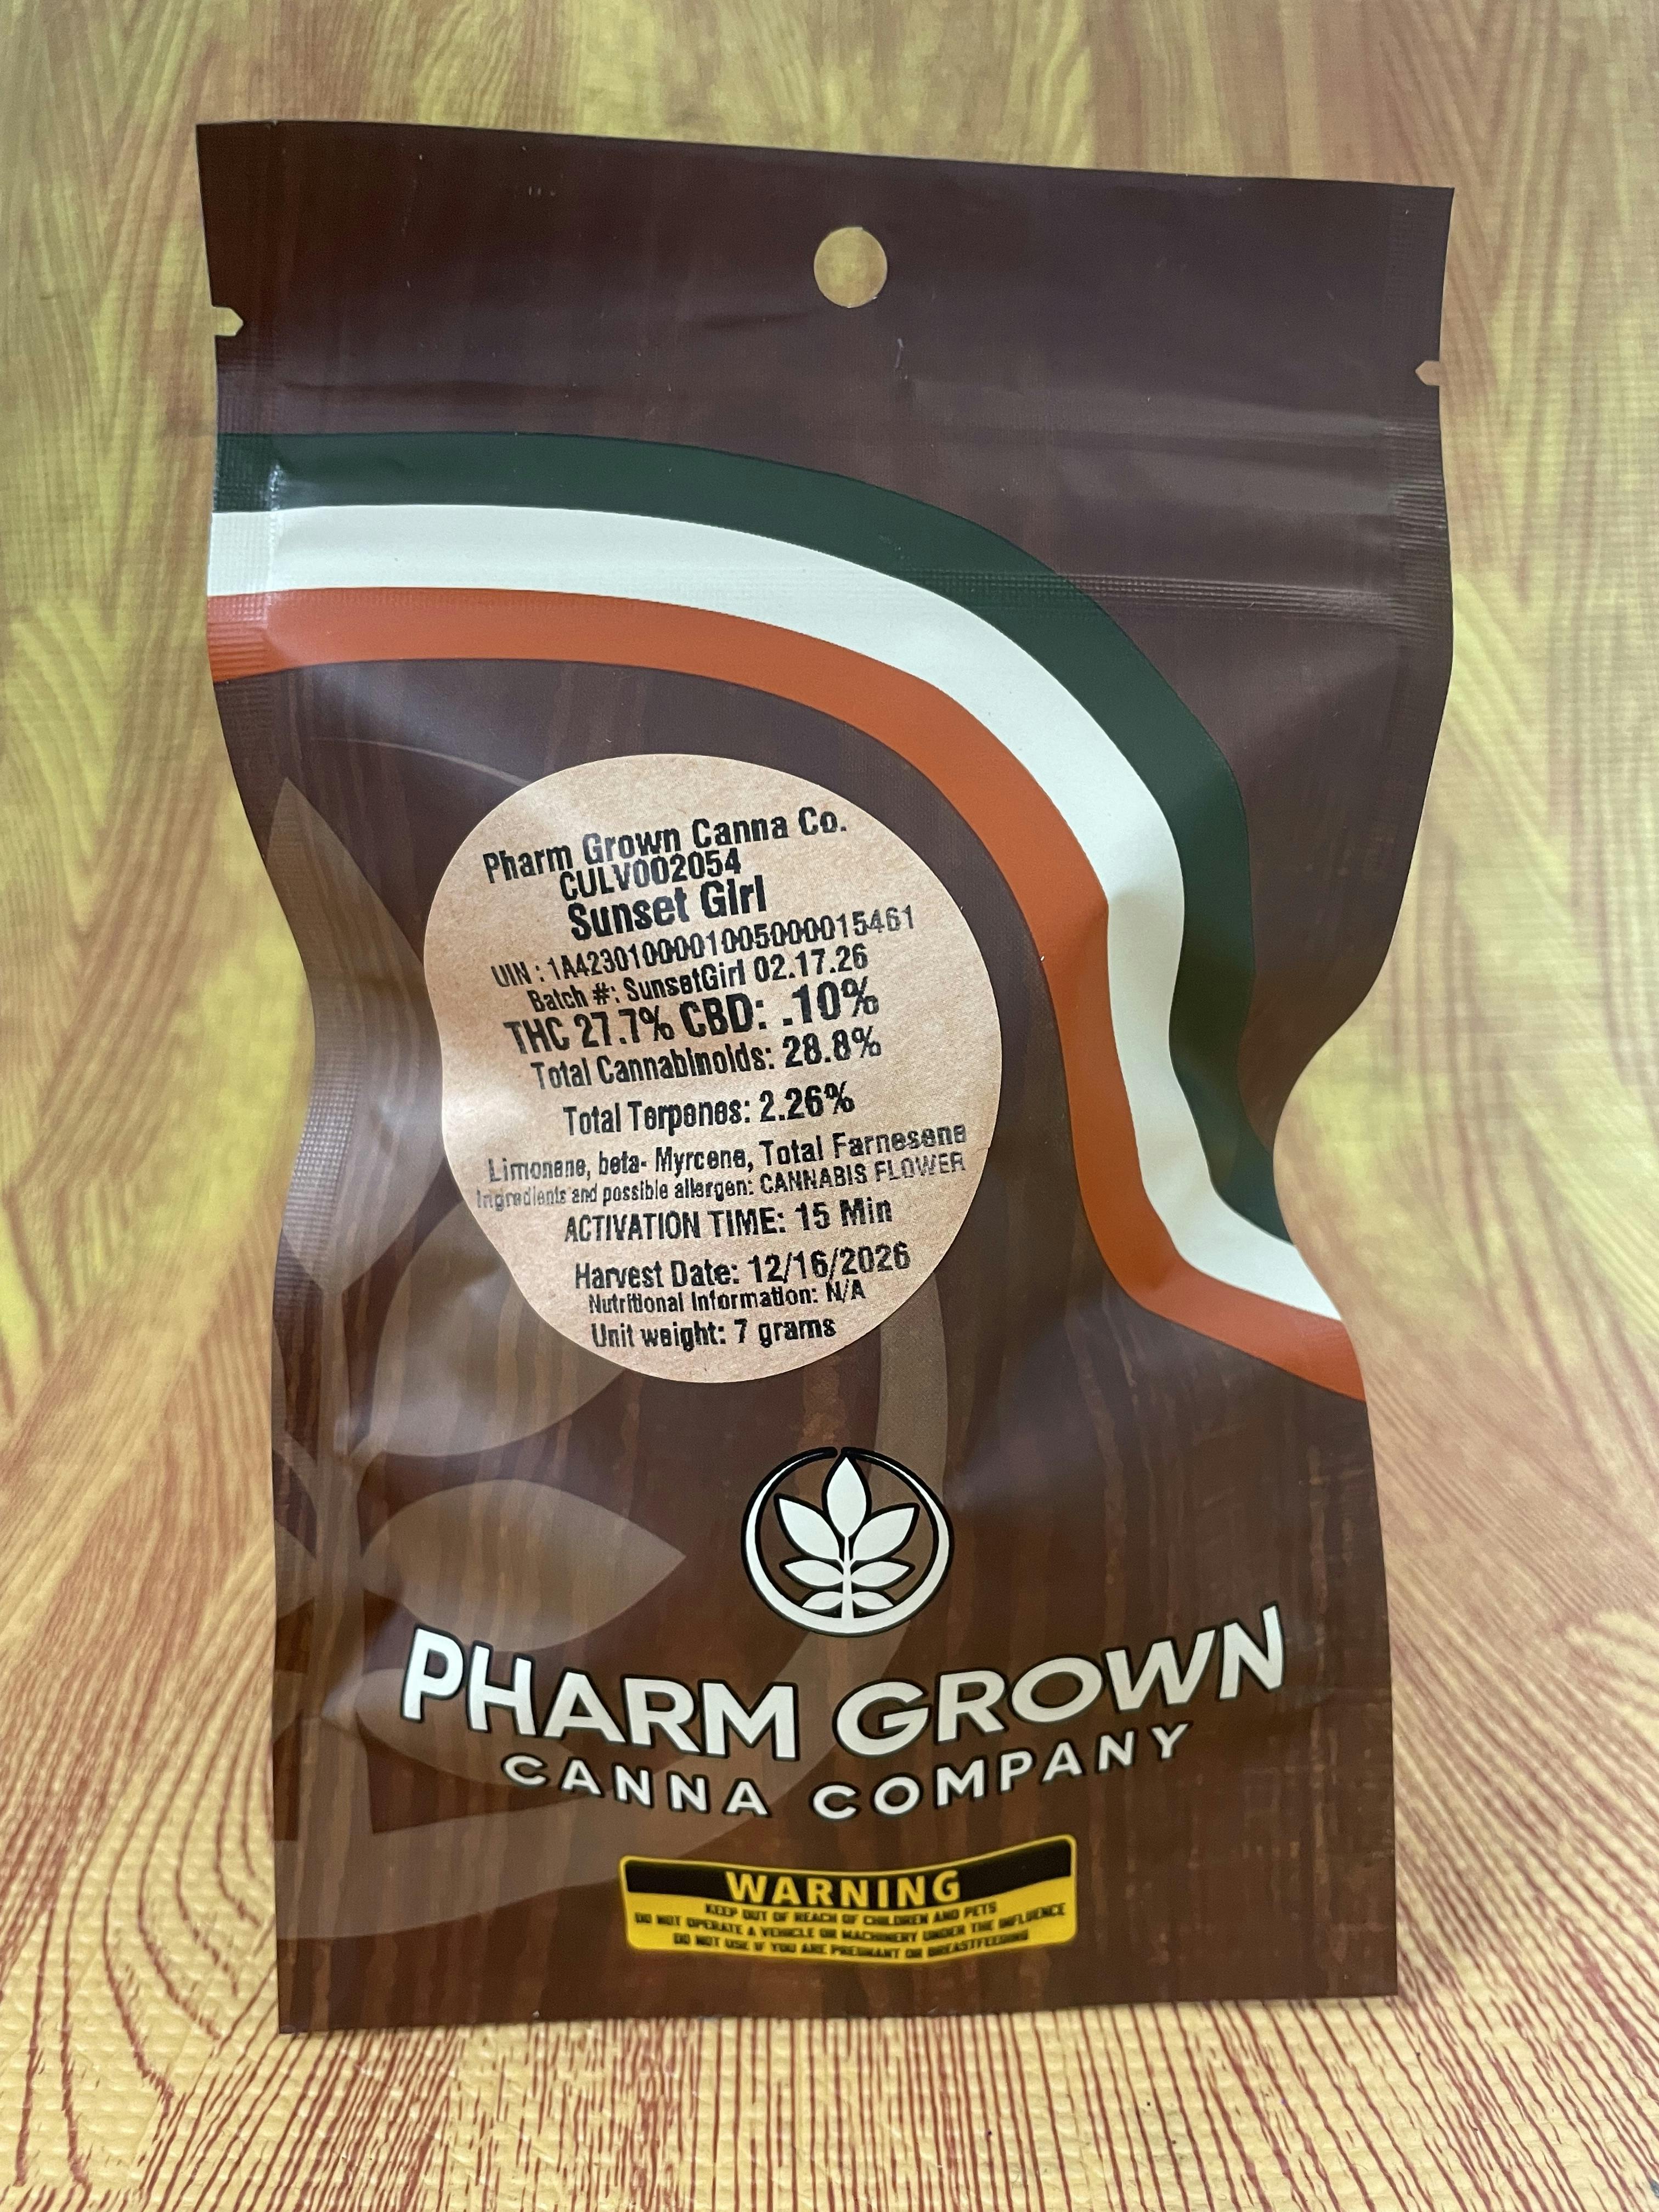 Pharm Grown Canna Co.
CULV002054
Sunset Girl
UIN : 1A4230100001005000015461
Batch #: SunsetGirl 02.17.26
THC 27.7% CBD: .10%
Total Cannabinoids: 28.8%
Total Terpenes: 2.26%
Limonene, beta- Myrcene, Total Farnesene
Ingredients and possible allergen: CANNABIS FLOWER
ACTIVATION TIME: 15 Min
Harvest Date: 12/16/2026
Nutritional Information: N/A
Unit weight: 7 grams
PHARM GROWN
CANNA COMPANY
WARNING
KEEP OUT OF REACH OF CHILDREN AND PETS
DO NOT OPERATE A VEHICLE OR MACHINERY UNDER THE INFLUENCE
DO NOT USE IF YOU ARE PREGNANT OR BREASTFEEDING